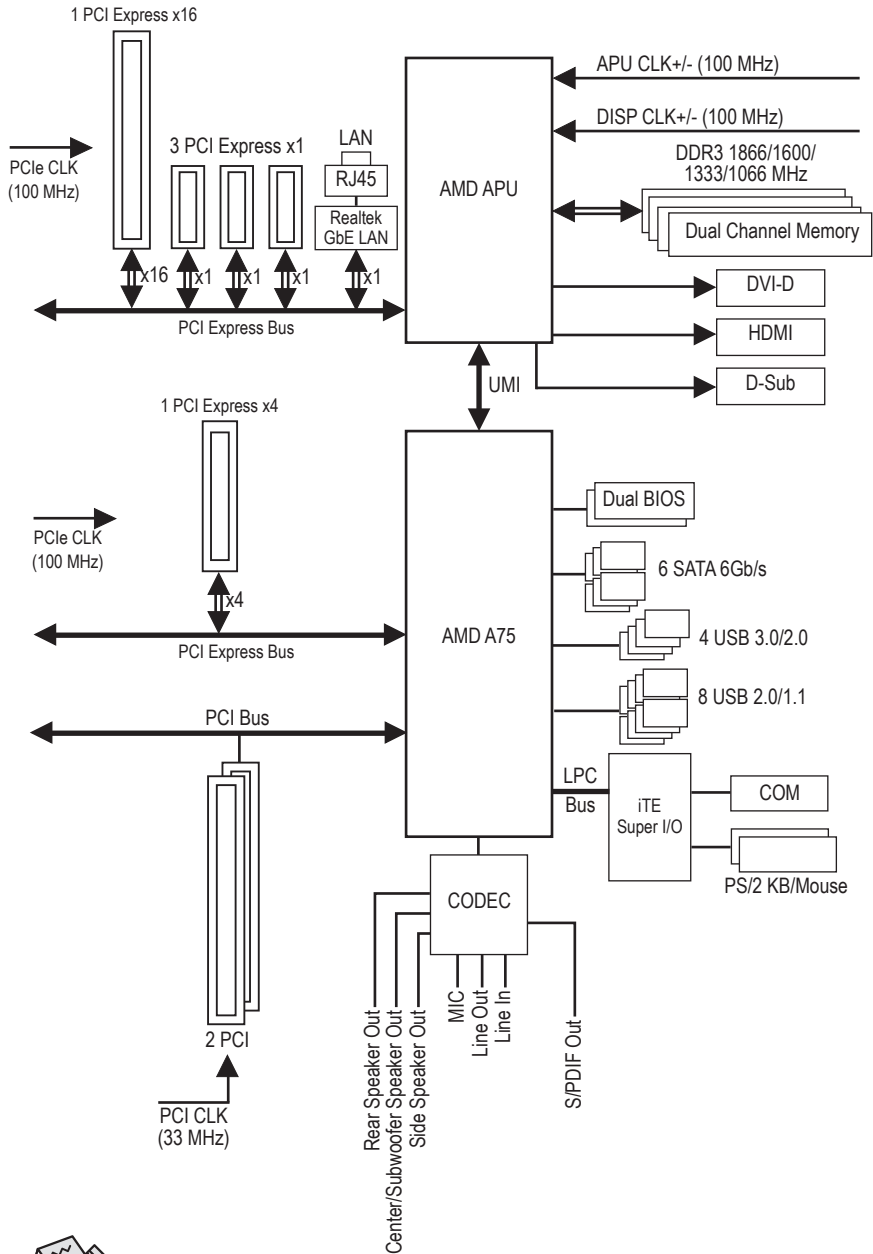 1 PCI Express x16
PCIe CLK
(100 MHz)
3 PCI Express x1
LAN
RJ45
Realtek
GbE LAN
x16
x1
x1
x1
x1
PCI Express Bus
AMD APU
APU CLK+/- (100 MHz)
DISP CLK+/- (100 MHz)
DDR3 1866/1600/
1333/1066 MHz
Dual Channel Memory
DVI-D
HDMI
D-Sub
UMI
1 PCI Express x4
PCIe CLK
(100 MHz)
x4
PCI Express Bus
AMD A75
Dual BIOS
6 SATA 6Gb/s
4 USB 3.0/2.0
8 USB 2.0/1.1
PCI Bus
LPC
Bus
iTE
Super I/O
COM
PS/2 KB/Mouse
CODEC
2 PCI
PCI CLK
(33 MHz)
Rear Speaker Out
Center/Subwoofer Speaker Out
Side Speaker Out
MIC
Line Out
Line In
S/PDIF Out